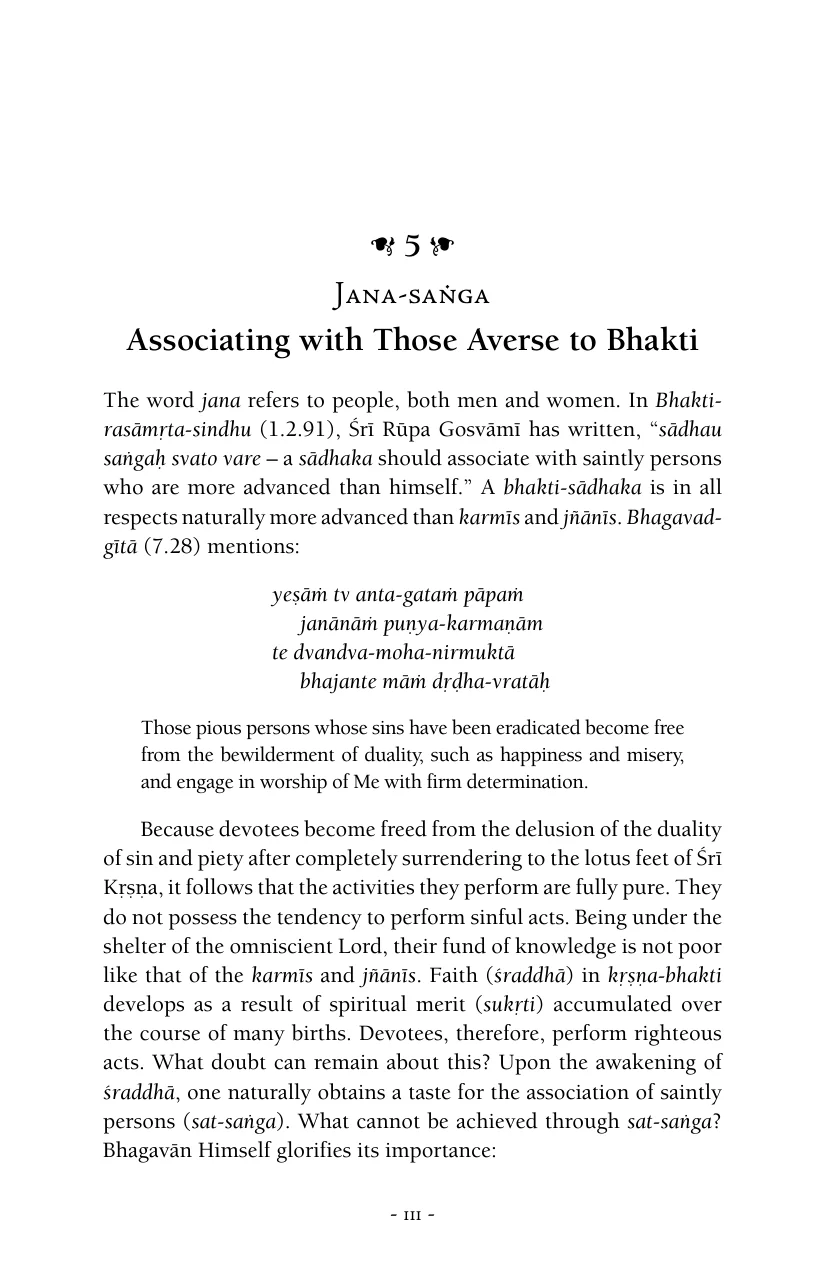 5
Jana-saṅga
Associating with Those Averse to Bhakti
The word jana refers to people, both men and women. In Bhakti-
rasāmṛta-sindhu (1.2.91), Śrī Rūpa Gosvāmī has written, “sādhau
saṅgaḥ svato vare – a sādhaka should associate with saintly persons
who are more advanced than himself.” A bhakti-sādhaka is in all
respects naturally more advanced than karmīs and jñānīs. Bhagavad-
gītā (7.28) mentions:
yeṣāṁ tv anta-gataṁ pāpaṁ
janānāṁ puṇya-karmaṇām
te dvandva-moha-nirmuktā
bhajante māṁ dṛḍha-vratāḥ
Those pious persons whose sins have been eradicated become free
from the bewilderment of duality, such as happiness and misery,
and engage in worship of Me with firm determination.
Because devotees become freed from the delusion of the duality
of sin and piety after completely surrendering to the lotus feet of Śrī
Kṛṣṇa, it follows that the activities they perform are fully pure. They
do not possess the tendency to perform sinful acts. Being under the
shelter of the omniscient Lord, their fund of knowledge is not poor
like that of the karmīs and jñānīs. Faith (śraddhā) in kṛṣṇa-bhakti
develops as a result of spiritual merit (sukṛti) accumulated over
the course of many births. Devotees, therefore, perform righteous
acts. What doubt can remain about this? Upon the awakening of
śraddhā, one naturally obtains a taste for the association of saintly
persons (sat-saṅga). What cannot be achieved through sat-saṅga?
Bhagavān Himself glorifies its importance:
- 111 -